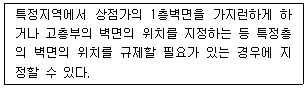 특정지역에서 상점가의 1층벽면을 가지런하게 하
거나 고층부의 벽면의 위치를 지정하는 등 특정층
의 벽면의 위치를 규제할 필요가 있는 경우에 지
정할 수 있다.